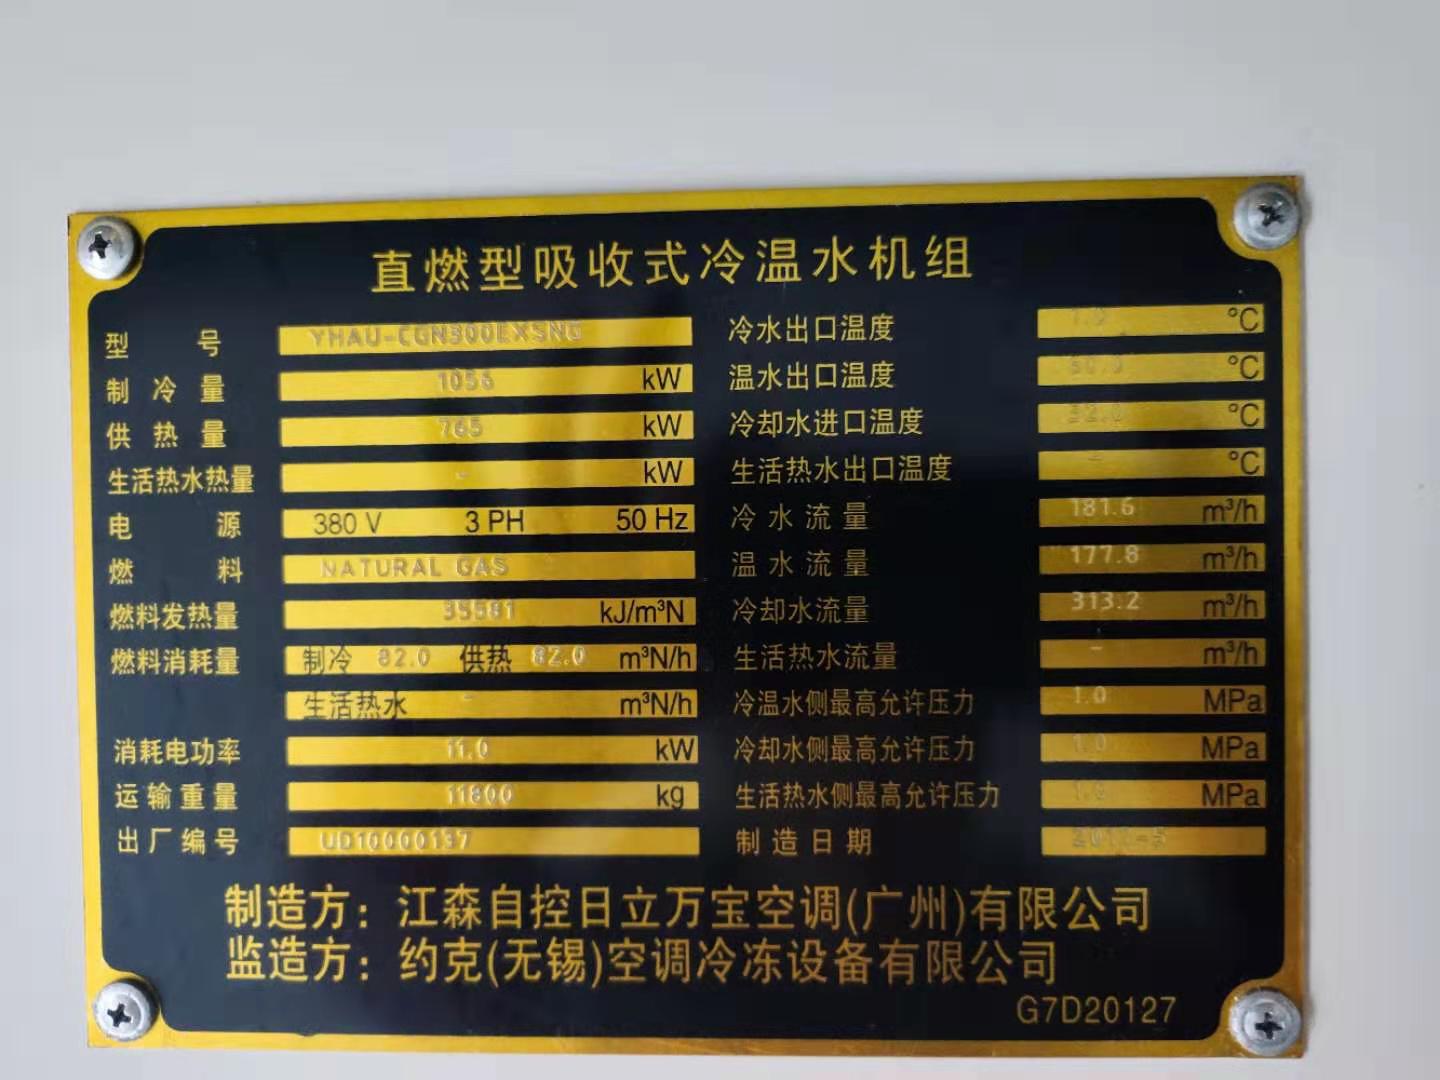 直燃型吸收式冷温水机组
型 号 YHAU-CGN300EXSNG
制冷量 1056 kW
供热量 765 kW
生活热水热量 - kW
电 源 380 V 3 PH 50 Hz
燃 料 NATURAL GAS
燃料发热量 35581 kJ/m³N
燃料消耗量 制冷 82.0 供热 82.0 m³N/h
生活热水 - m³N/h
消耗电功率 11.0 kW
运输重量 11800 kg
出厂编号 UD10000137
冷水出口温度 7.0 ℃
温水出口温度 ℃
冷却水进口温度 32.0 ℃
生活热水出口温度 - ℃
冷水流量 181.6 m³/h
温水流量 177.8 m³/h
冷却水流量 313.2 m³/h
生活热水流量 - m³/h
冷温水侧最高允许压力 1.0 MPa
冷却水侧最高允许压力 1.0 MPa
生活热水侧最高允许压力 1.0 MPa
制造日期 2017-5
制造方：江森自控日立万宝空调(广州)有限公司
监造方：约克(无锡)空调冷冻设备有限公司
G7D20127